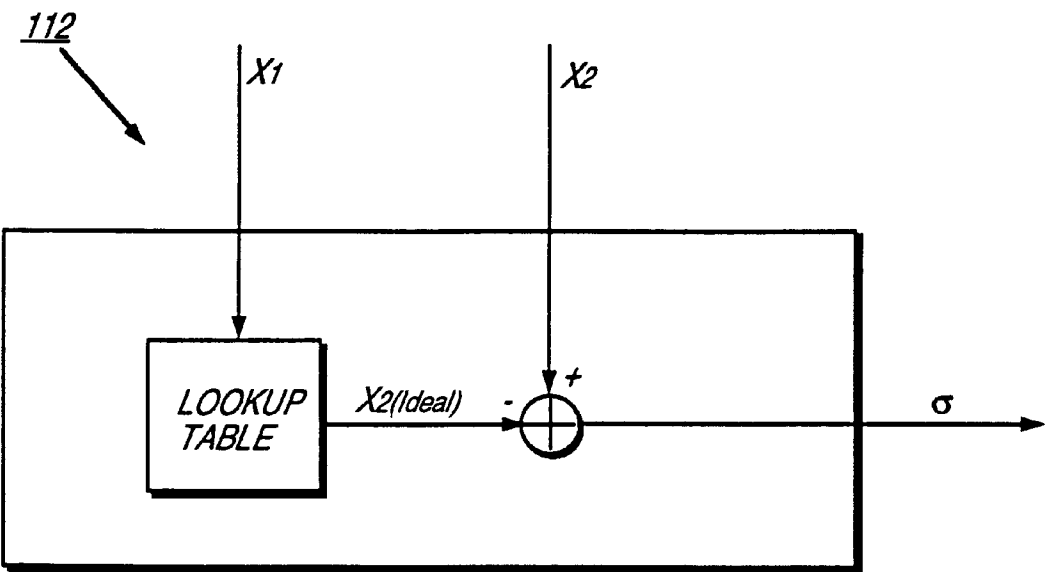 112
X1
X2
LOOKUP
TABLE
X2(Ideal)
-
+
σ